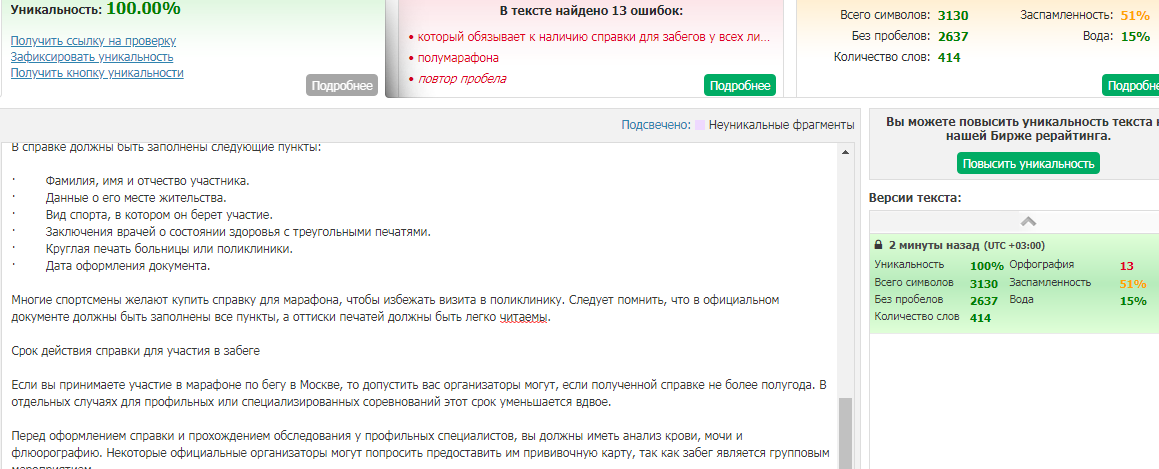 Уникальность: 100.00%
Получить ссылку на проверку
Зафиксировать уникальность
Получить кнопку уникальности
Подробнее
В тексте найдено 13 ошибок:
• который обязывает к наличию справки для забегов у всех ли...
• полумарафона
• повтор пробела
Подробнее
Всего символов: 3130 Заспамленность: 51%
Без пробелов: 2637 Вода: 15%
Количество слов: 414
Подробне
Подсвечено: Неуникальные фрагменты
В справке должны быть заполнены следующие пункты:
· Фамилия, имя и отчество участника.
· Данные о его месте жительства.
· Вид спорта, в котором он берет участие.
· Заключения врачей о состоянии здоровья с треугольными печатями.
· Круглая печать больницы или поликлиники.
· Дата оформления документа.
Многие спортсмены желают купить справку для марафона, чтобы избежать визита в поликлинику. Следует помнить, что в официальном
документе должны быть заполнены все пункты, а оттиски печатей должны быть легко читаемы.
Срок действия справки для участия в забеге
Если вы принимаете участие в марафоне по бегу в Москве, то допустить вас организаторы могут, если полученной справке не более полугода. В
отдельных случаях для профильных или специализированных соревнований этот срок уменьшается вдвое.
Перед оформлением справки и прохождением обследования у профильных специалистов, вы должны иметь анализ крови, мочи и
флюорографию. Некоторые официальные организаторы могут попросить предоставить им прививочную карту, так как забег является групповым
мероприятием
Вы можете повысить уникальность текста н
нашей Бирже рерайтинга.
Повысить уникальность
Версии текста:
2 минуты назад (UTC +03:00)
Уникальность 100% Орфография 13
Всего символов 3130 Заспамленность 51%
Без пробелов 2637 Вода 15%
Количество слов 414